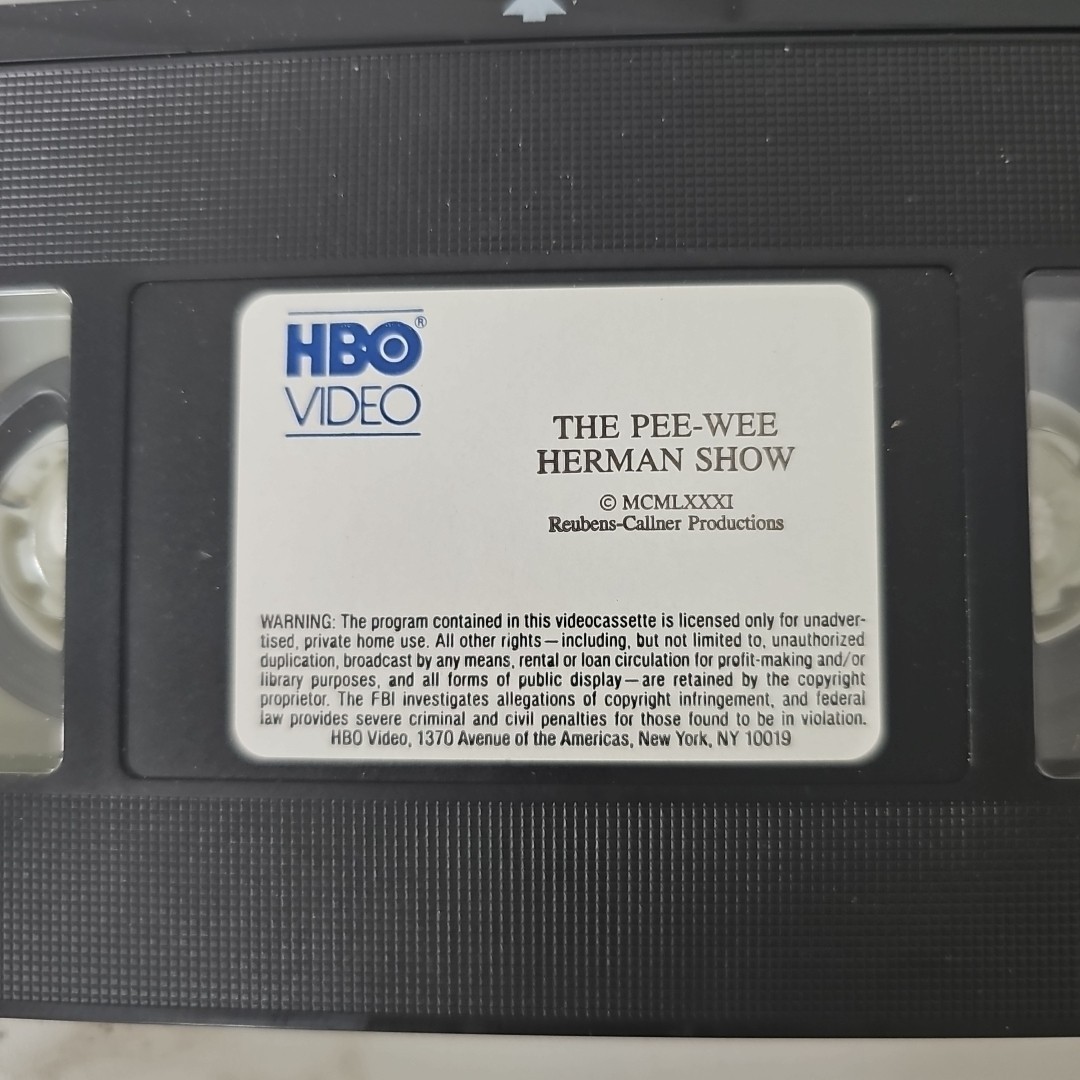 HBO®
VIDEO
THE PEE-WEE
HERMAN SHOW
© MCMLXXXI
Reubens-Callner Productions
WARNING: The program contained in this videocassette is licensed only for unadver-
tised, private home use. All other rights—including, but not limited to, unauthorized
duplication, broadcast by any means, rental or loan circulation for profit-making and/or
library purposes, and all forms of public display—are retained by the copyright
proprietor. The FBI investigates allegations of copyright infringement, and federal
law provides severe criminal and civil penalties for those found to be in violation.
HBO Video, 1370 Avenue of the Americas, New York, NY 10019